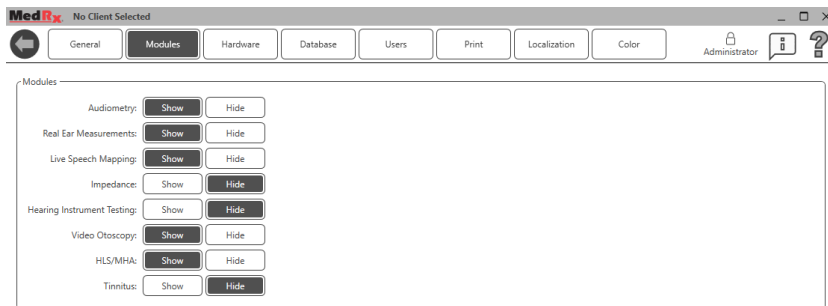 MedRx No Client Selected
General Modules Hardware Database Users Print Localization Color Administrator
Modules
Audiometry: Show Hide
Real Ear Measurements: Show Hide
Live Speech Mapping: Show Hide
Impedance: Show Hide
Hearing Instrument Testing: Show Hide
Video Otoscopy: Show Hide
HLS/MHA: Show Hide
Tinnitus: Show Hide